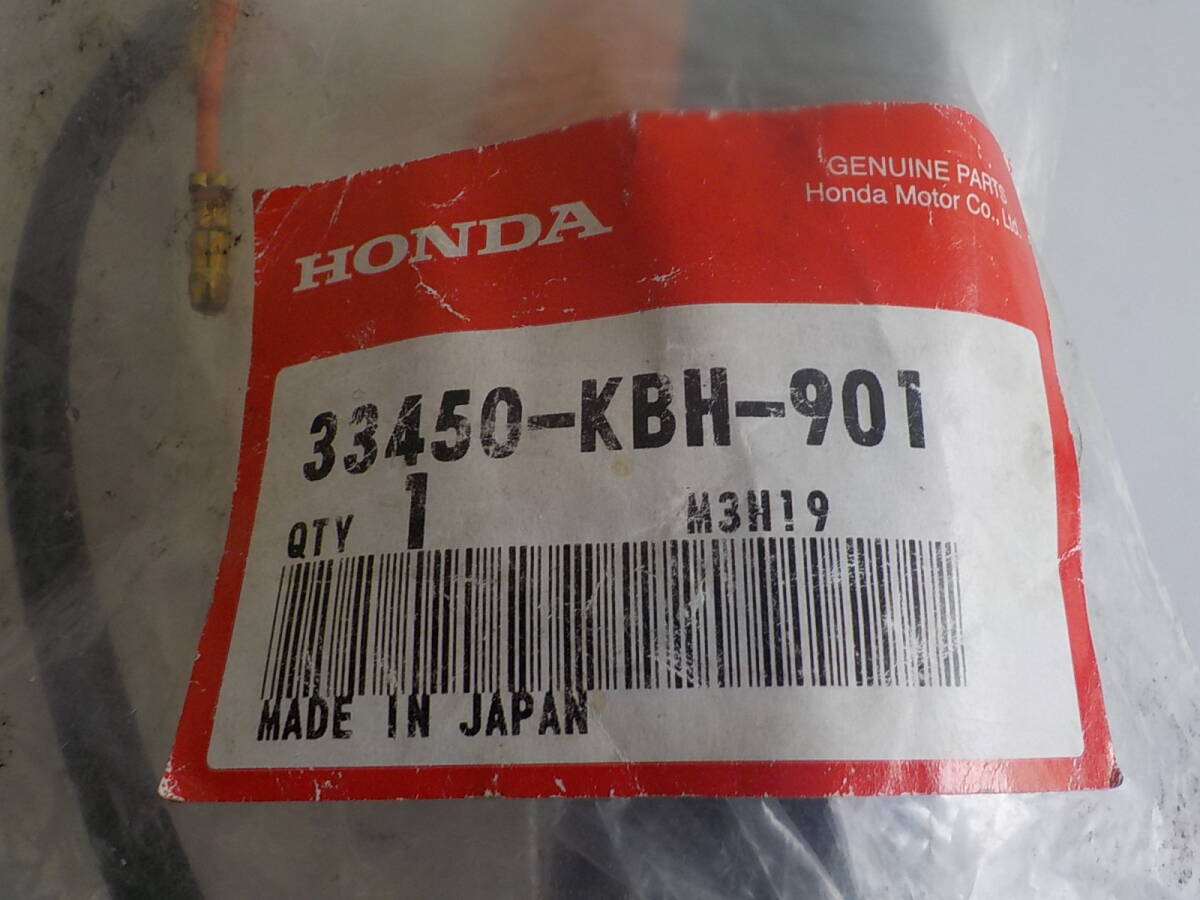 HONDA
GENUINE PARTS
Honda Motor Co., Ltd.
33450-KBH-901
QTY 1 M3H19
MADE IN JAPAN